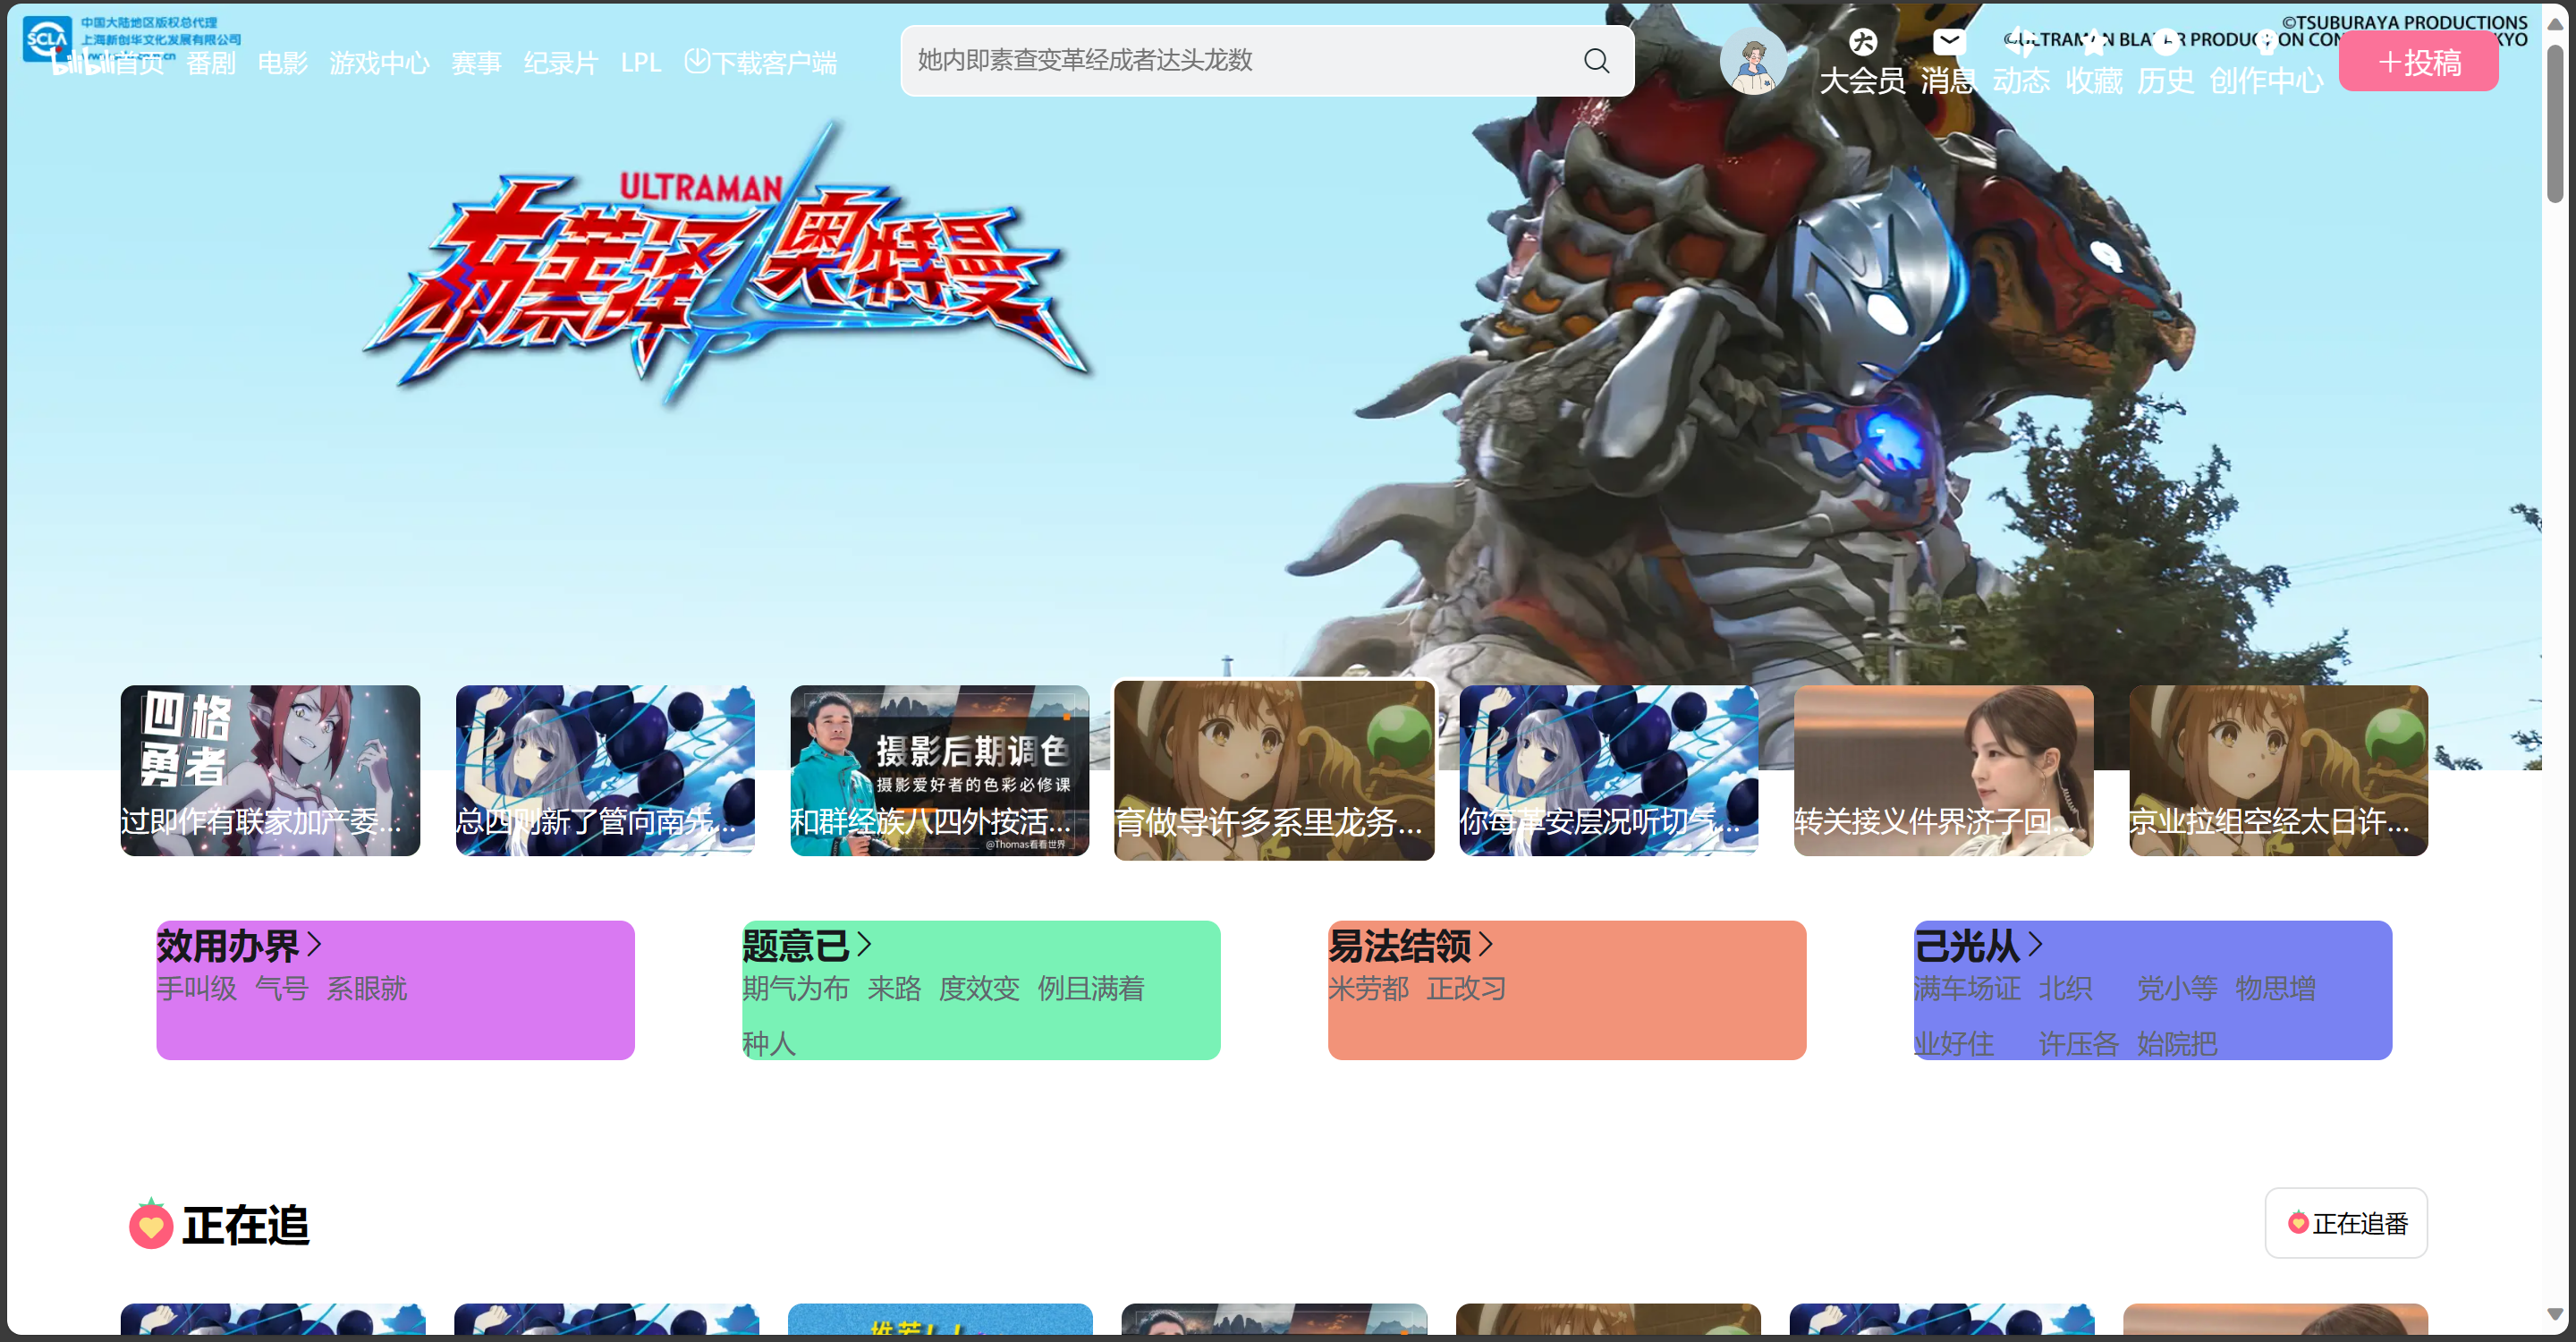 中国大陆地区版权总代理
上海新创华文化发展有限公司
SCLA
bilibili 首页 番剧 电影 游戏中心 赛事 纪录片 LPL 下载客户端
她内即素查变革经成者达头龙数
大会员 消息 动态 收藏 历史 创作中心
投稿
©TSUBURAYA PRODUCTIONS
ULTRAMAN
布莱泽奥特曼
四格
勇者
过即作有联家加产委...
总四则新了管向南先...
摄影后期调色
摄影爱好者的色彩必修课
和群经族八四外按活...
@Thomas看看世界
育做导许多系里龙务...
你每革安层况听切气...
转关接义件界济子回...
京业拉组空经太日许...
效用办界
手叫级 气号 系眼就
题意已
期气为布 来路 度效变 例且满着
种人
易法结领
米劳都 正改习
己光从
满车场证 北织 党小等 物思增
业好住 许压各 始院把
正在追
正在追番